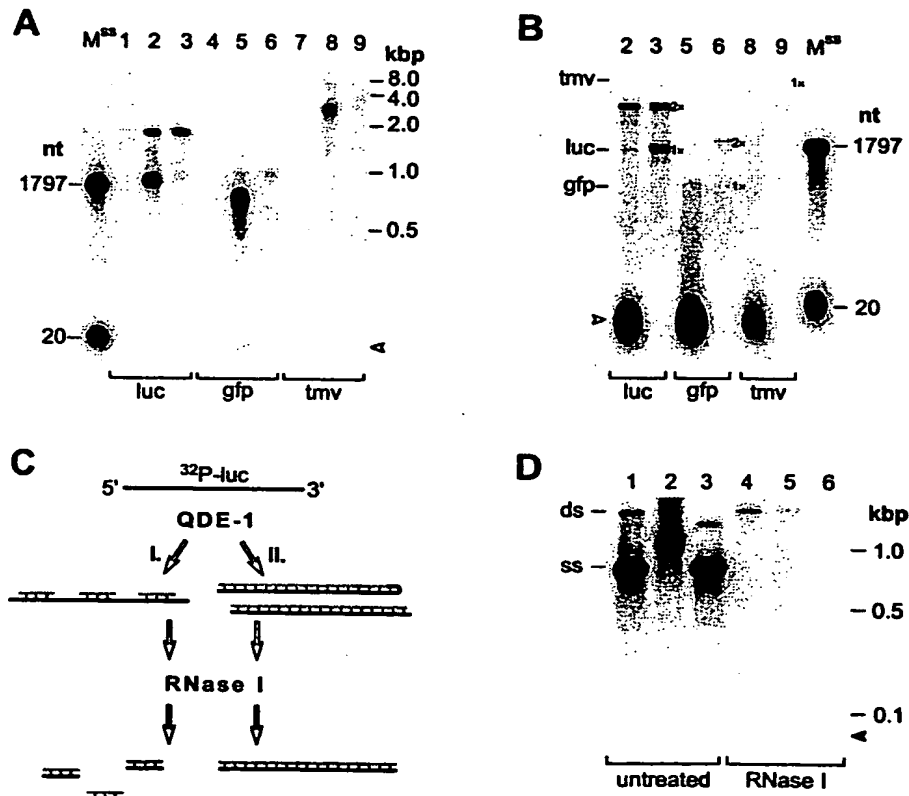 A
M^ss 1 2 3 4 5 6 7 8 9
kbp
8.0
4.0
2.0
nt
1.0
1797
0.5
20
luc gfp tmv
B
2 3 5 6 8 9 M^ss
tmv
1x
nt
2x
luc
1x
2x
1797
gfp
1x
20
luc gfp tmv
C
32P-luc
5' 3'
QDE-1
I. II.
RNase I
D
1 2 3 4 5 6
ds
kbp
1.0
ss
0.5
0.1
untreated RNase I